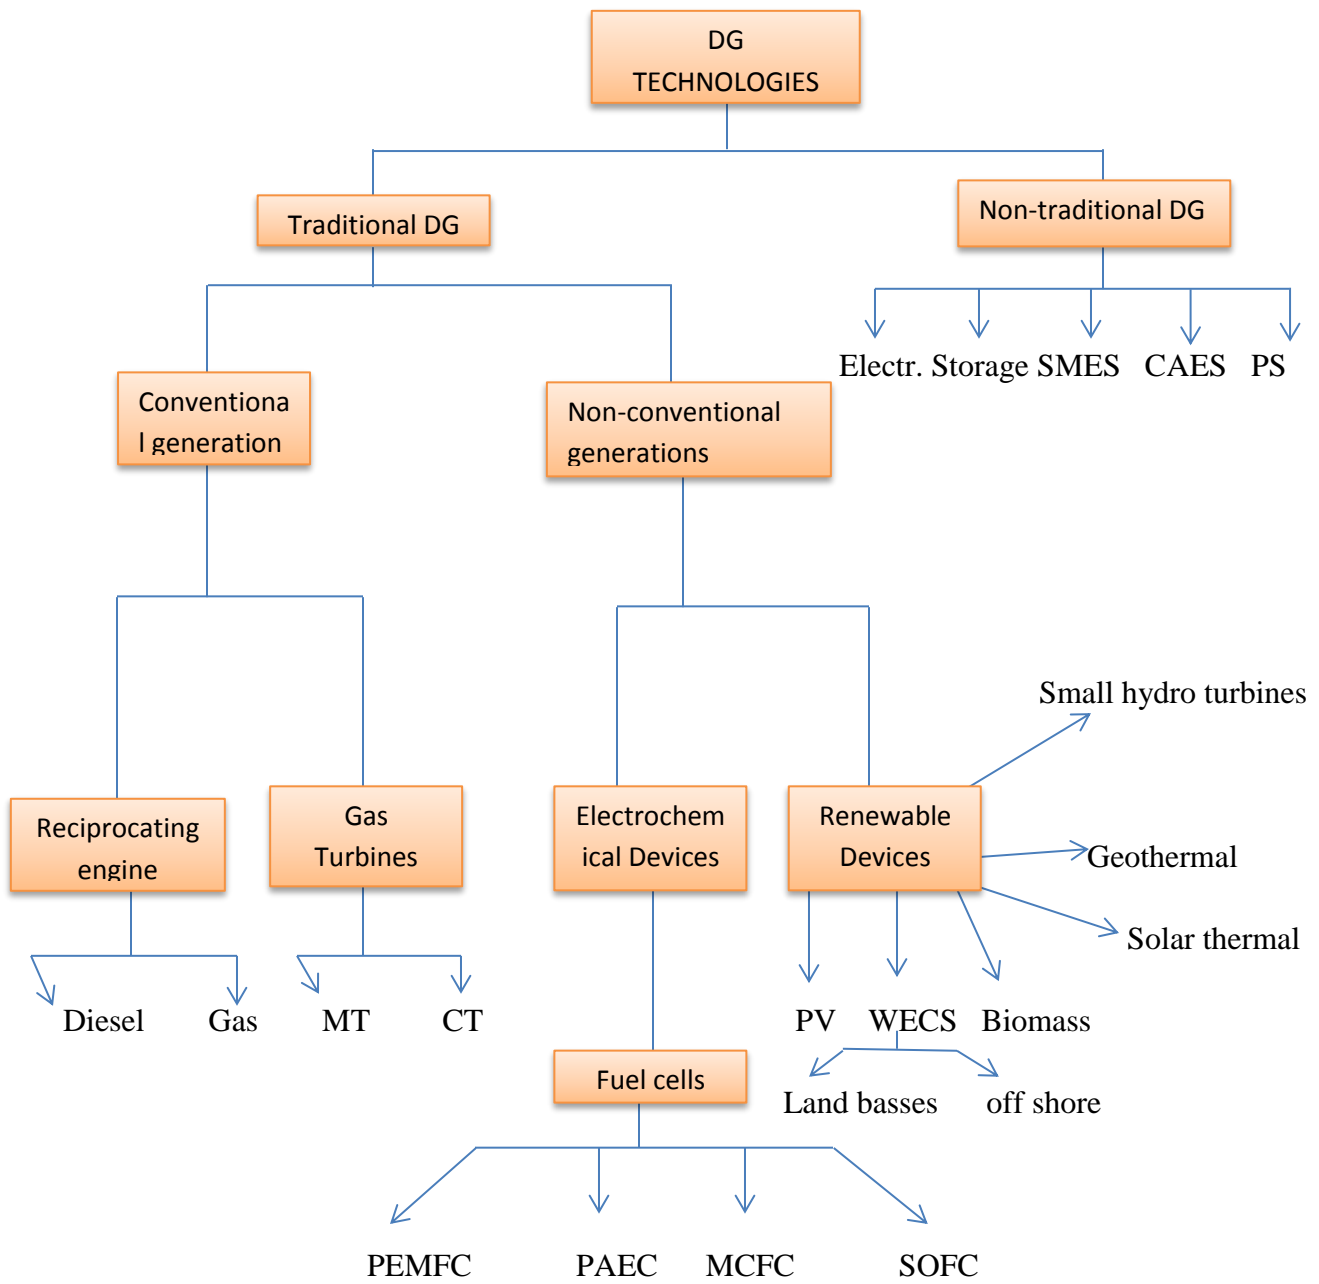 DG
TECHNOLOGIES
Traditional DG
Non-traditional DG
Electr. Storage SMES CAES PS
Conventiona
l generation
Non-conventional
generations
Small hydro turbines
Reciprocating
engine
Gas
Turbines
Electrochem
ical Devices
Renewable
Devices
Geothermal
Solar thermal
Diesel Gas MT CT PV WECS Biomass
Fuel cells
Land basses off shore
PEMFC PAEC MCFC SOFC